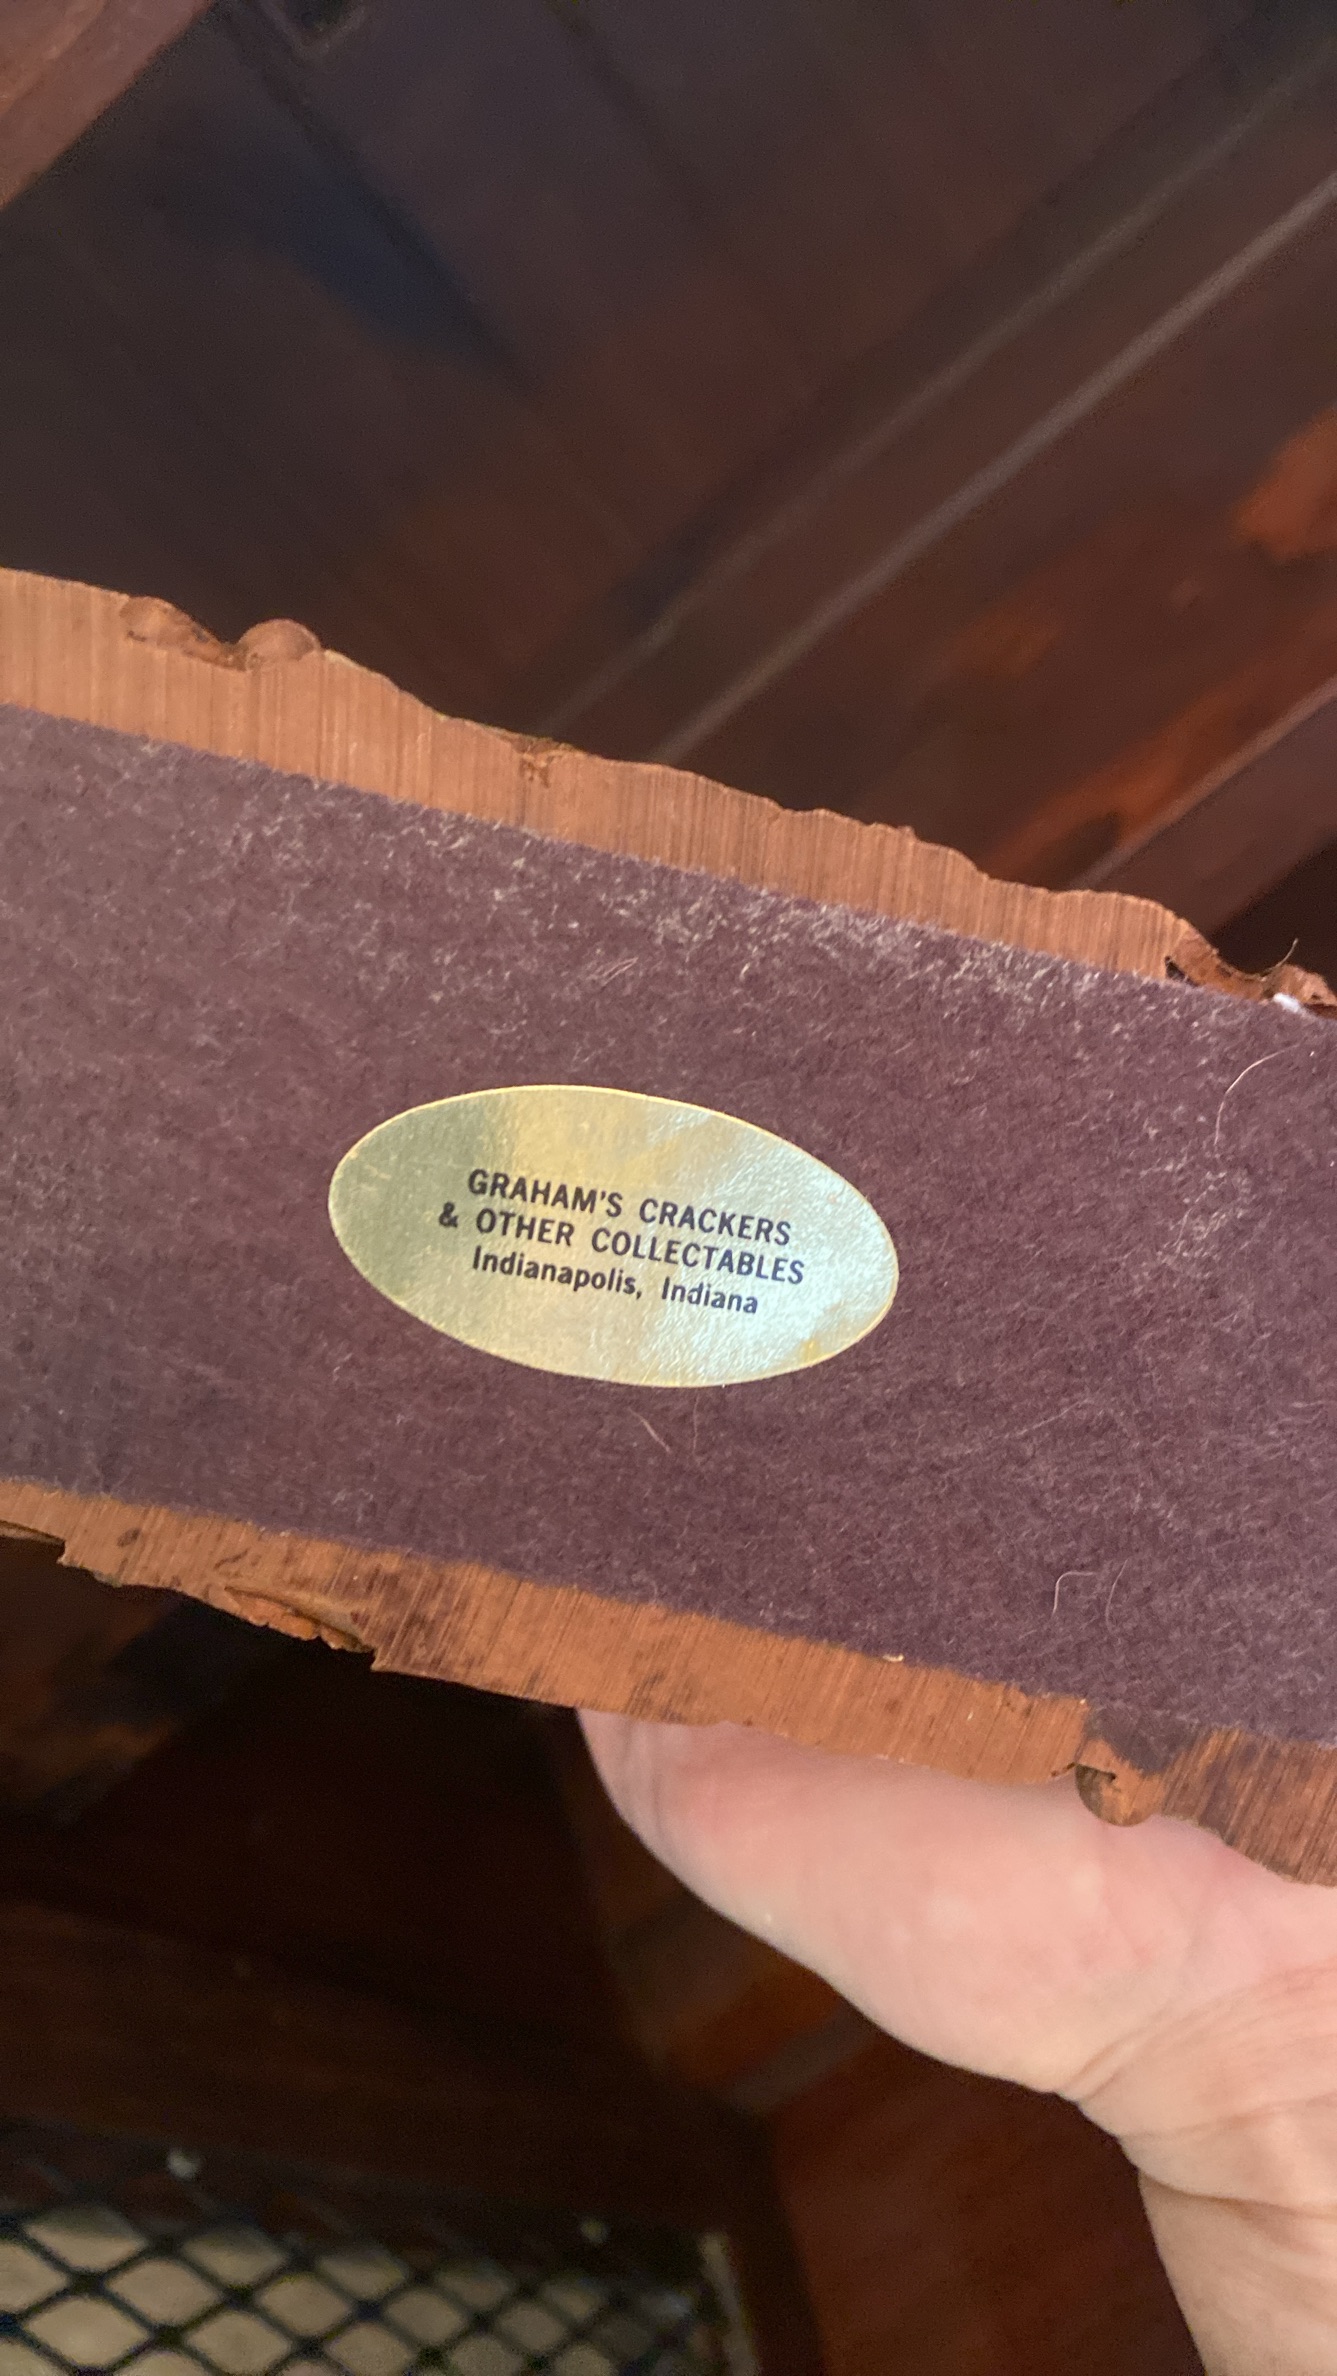 GRAHAM'S CRACKERS
& OTHER COLLECTABLES
Indianapolis, Indiana